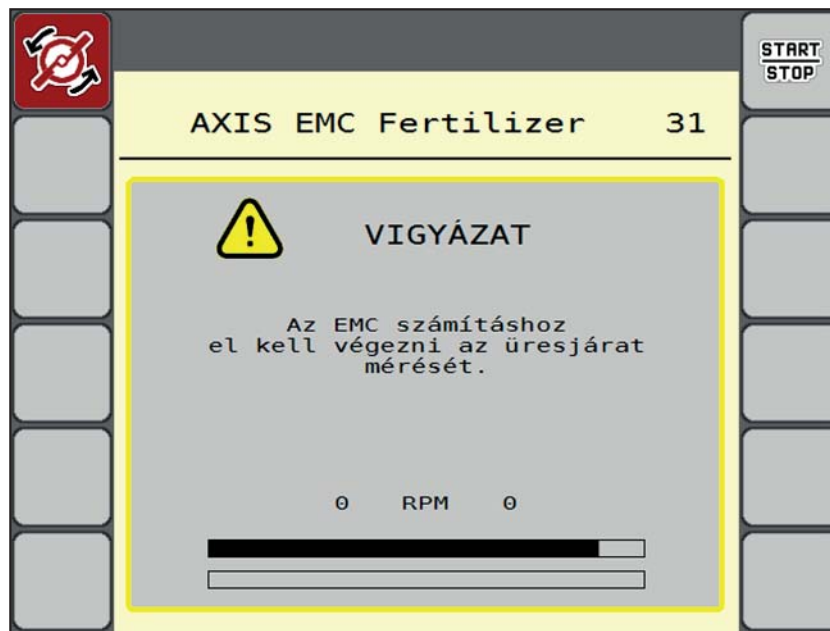 START
STOP
AXIS EMC Fertilizer 31
VIGYÁZAT
Az EMC számításhoz
el kell végezni az üresjárat
mérését.
0 RPM 0